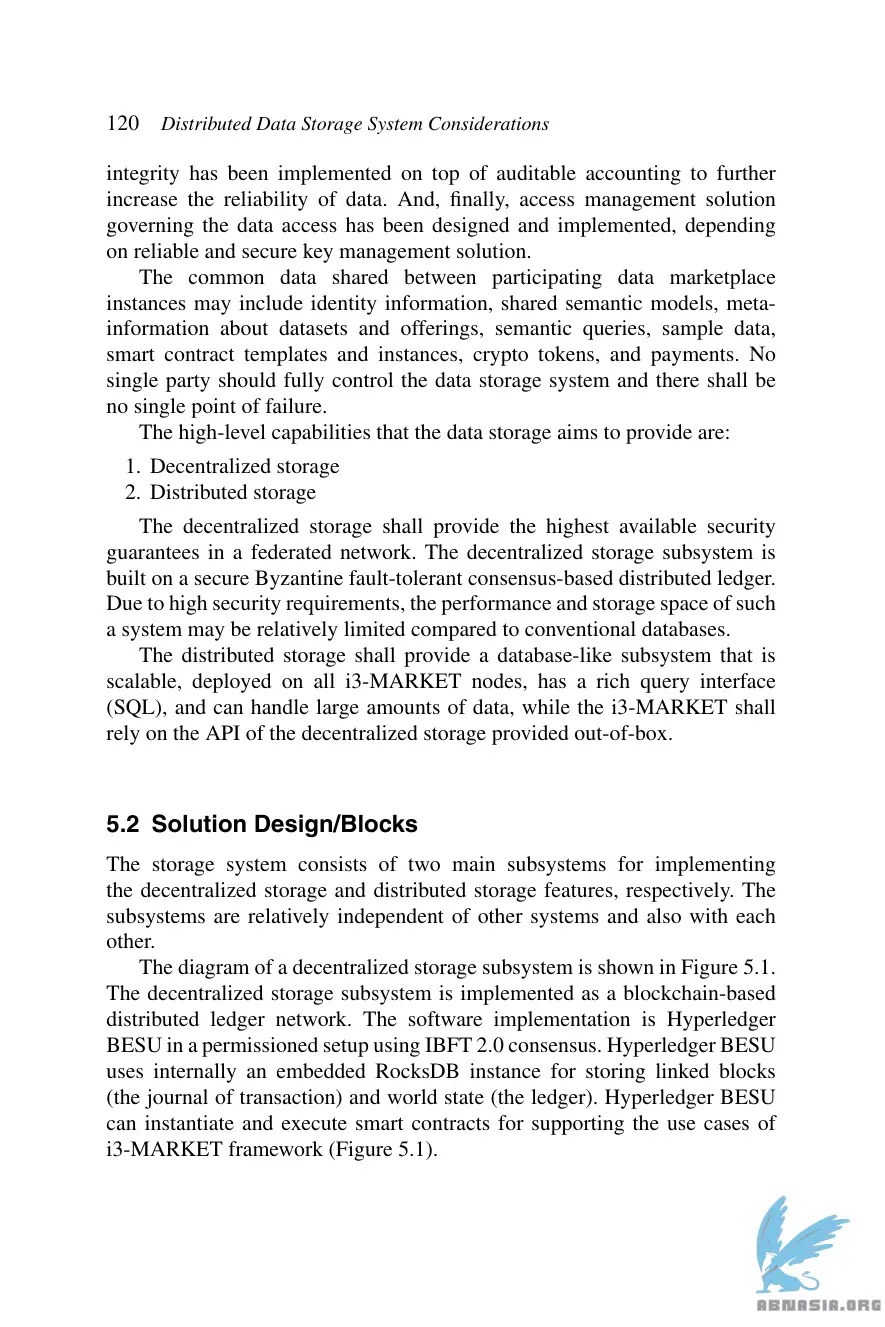 120 Distributed Data Storage System Considerations
integrity has been implemented on top of auditable accounting to further
increase the reliability of data. And, finally, access management solution
governing the data access has been designed and implemented, depending
on reliable and secure key management solution.
The common data shared between participating data marketplace
instances may include identity information, shared semantic models, meta-
information about datasets and offerings, semantic queries, sample data,
smart contract templates and instances, crypto tokens, and payments. No
single party should fully control the data storage system and there shall be
no single point of failure.
The high-level capabilities that the data storage aims to provide are:
1. Decentralized storage
2. Distributed storage
The decentralized storage shall provide the highest available security
guarantees in a federated network. The decentralized storage subsystem is
built on a secure Byzantine fault-tolerant consensus-based distributed ledger.
Due to high security requirements, the performance and storage space of such
a system may be relatively limited compared to conventional databases.
The distributed storage shall provide a database-like subsystem that is
scalable, deployed on all i3-MARKET nodes, has a rich query interface
(SQL), and can handle large amounts of data, while the i3-MARKET shall
rely on the API of the decentralized storage provided out-of-box.
5.2 Solution Design/Blocks
The storage system consists of two main subsystems for implementing
the decentralized storage and distributed storage features, respectively. The
subsystems are relatively independent of other systems and also with each
other.
The diagram of a decentralized storage subsystem is shown in Figure 5.1.
The decentralized storage subsystem is implemented as a blockchain-based
distributed ledger network. The software implementation is Hyperledger
BESU in a permissioned setup using IBFT 2.0 consensus. Hyperledger BESU
uses internally an embedded RocksDB instance for storing linked blocks
(the journal of transaction) and world state (the ledger). Hyperledger BESU
can instantiate and execute smart contracts for supporting the use cases of
i3-MARKET framework (Figure 5.1).
ABNASIA.ORG